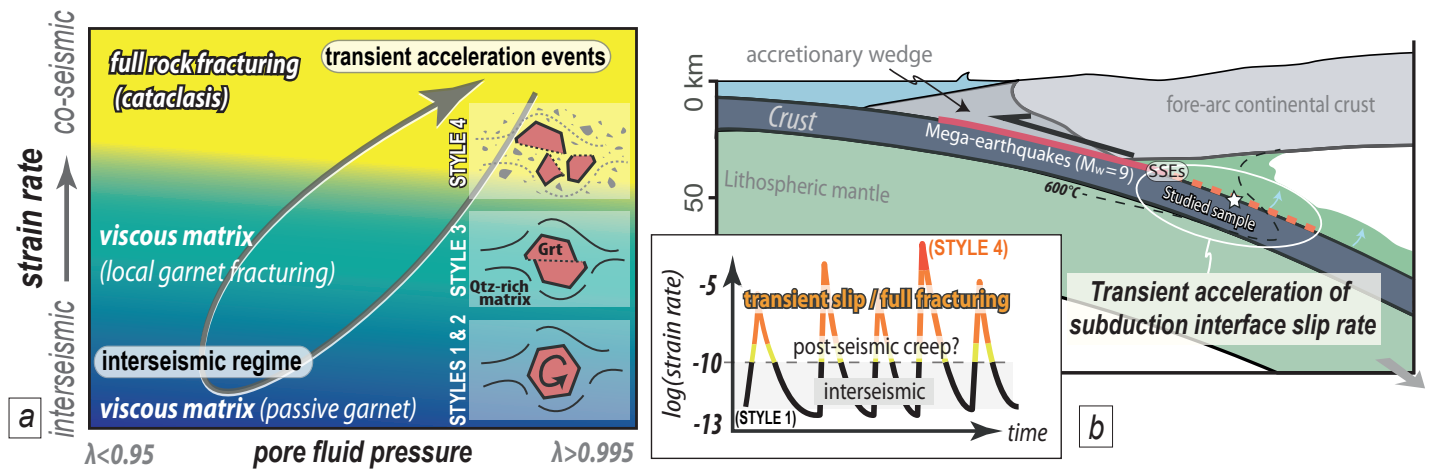 co-seismic
strain rate
interseismic
full rock fracturing
(cataclasis)
transient acceleration events
STYLE 4
viscous matrix
(local garnet fracturing)
STYLE 3
Grt
Qtz-rich
matrix
STYLES 1 & 2
interseismic regime
viscous matrix (passive garnet)
a
λ<0.95
pore fluid pressure
λ>0.995
accretionary wedge
0 km
50
Crust
fore-arc continental crust
Mega-earthquakes (Mw=9)
SSEs
Lithospheric mantle
600°C
Studied sample
Transient acceleration of
subduction interface slip rate
log(strain rate)
-5
-10
-13
(STYLE 4)
transient slip / full fracturing
post-seismic creep?
interseismic
(STYLE 1)
time
b